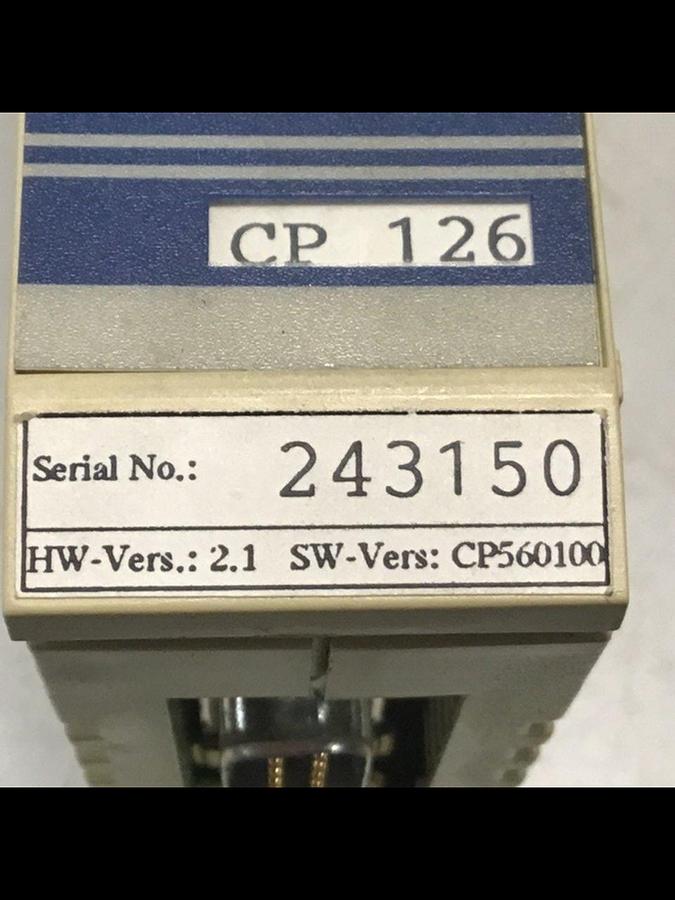 CP 126
Serial No.: 243150
HW-Vers.: 2.1 SW-Vers: CP560100